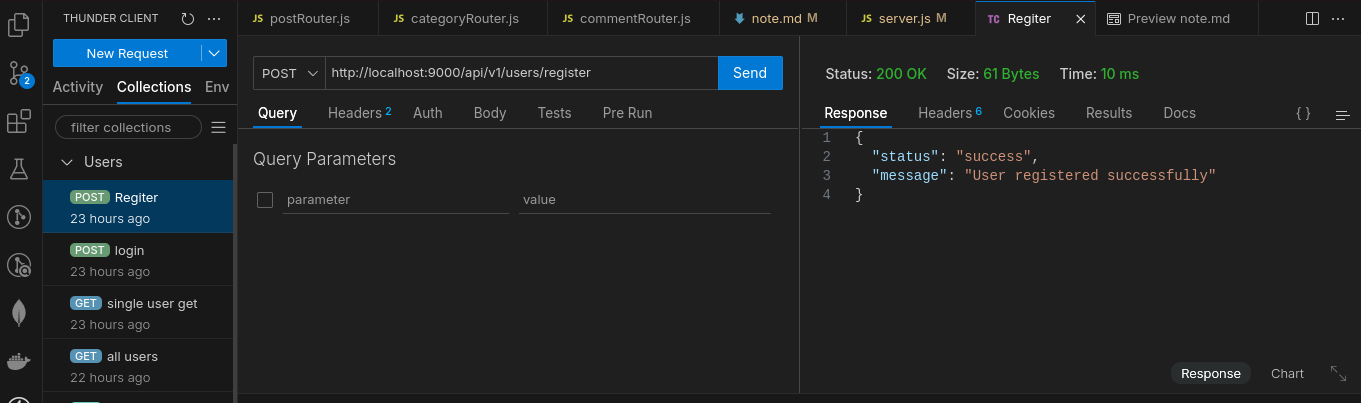 THUNDER CLIENT
New Request
Activity Collections Env
filter collections
Users
POST Regiter
23 hours ago
POST login
23 hours ago
GET single user get
23 hours ago
GET all users
22 hours ago
2
JS postRouter.js JS categoryRouter.js JS commentRouter.js note.md M JS server.js M TC Regiter Preview note.md
POST http://localhost:9000/api/v1/users/register Send
Query Headers 2 Auth Body Tests Pre Run
Query Parameters
parameter value
Status: 200 OK Size: 61 Bytes Time: 10 ms
Response Headers 6 Cookies Results Docs { }
1 {
2 "status": "success",
3 "message": "User registered successfully"
4 }
Response Chart